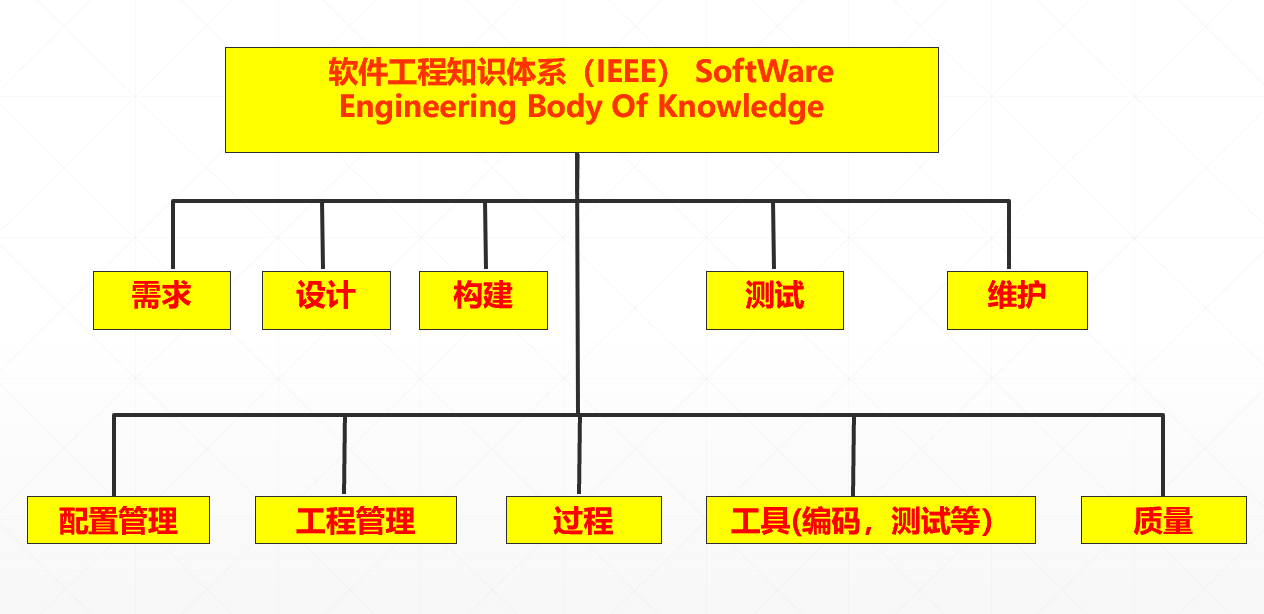 软件工程知识体系（IEEE） SoftWare
Engineering Body Of Knowledge
需求
设计
构建
测试
维护
配置管理
工程管理
过程
工具(编码，测试等）
质量